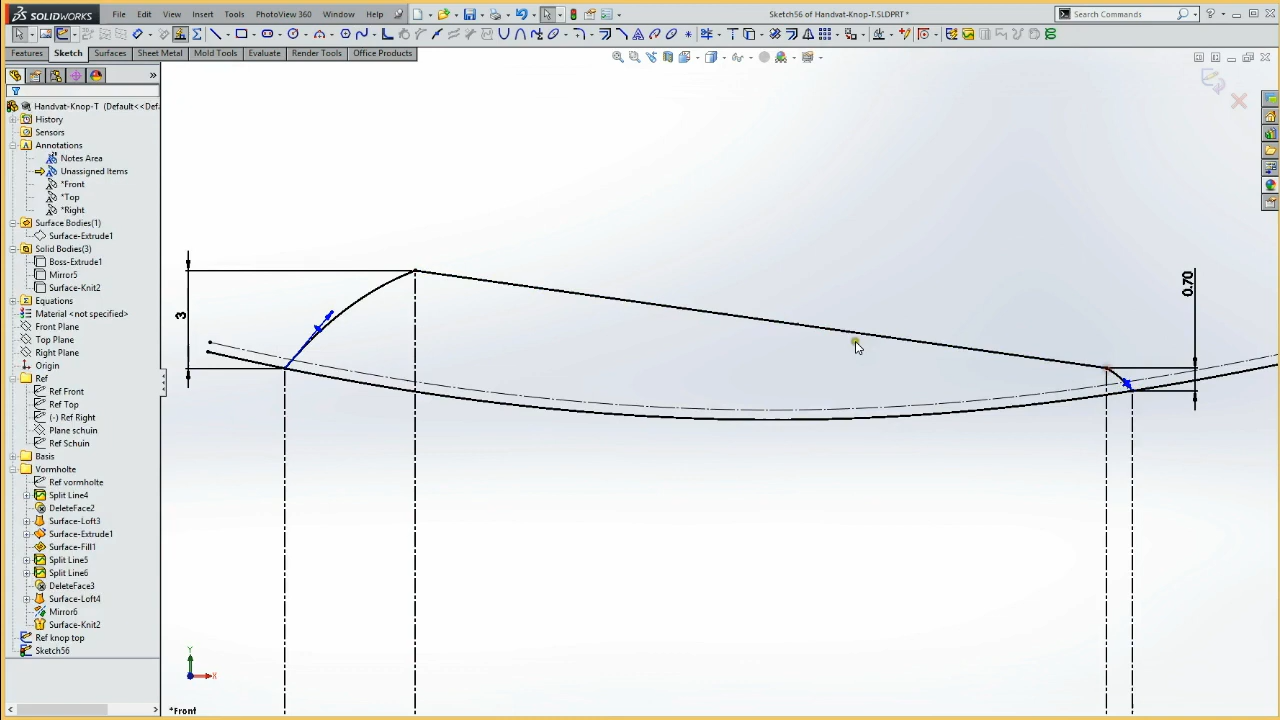 SOLIDWORKS
File Edit View Insert Tools PhotoView 360 Window Help
Sketch56 of Handvat-Knop-T.SLDPRT *
Search Commands
Features Sketch Surfaces Sheet Metal Mold Tools Evaluate Render Tools Office Products
Handvat-Knop-T (Default<<Def
History
Sensors
Annotations
Notes Area
Unassigned Items
*Front
*Top
*Right
Surface Bodies(1)
Surface-Extrude1
Solid Bodies(3)
Boss-Extrude1
Mirror5
Surface-Knit2
Equations
Material <not specified>
Front Plane
Top Plane
Right Plane
Origin
Ref
Ref Front
Ref Top
(-) Ref Right
Plane schuin
Ref Schuin
Basis
Vormholte
Ref vormholte
Split Line4
DeleteFace2
Surface-Loft3
Surface-Extrude1
Surface-Fill1
Split Line5
Split Line6
DeleteFace3
Surface-Loft4
Mirror6
Surface-Knit2
Ref knop top
Sketch56
3
0.70
Y
X
*Front